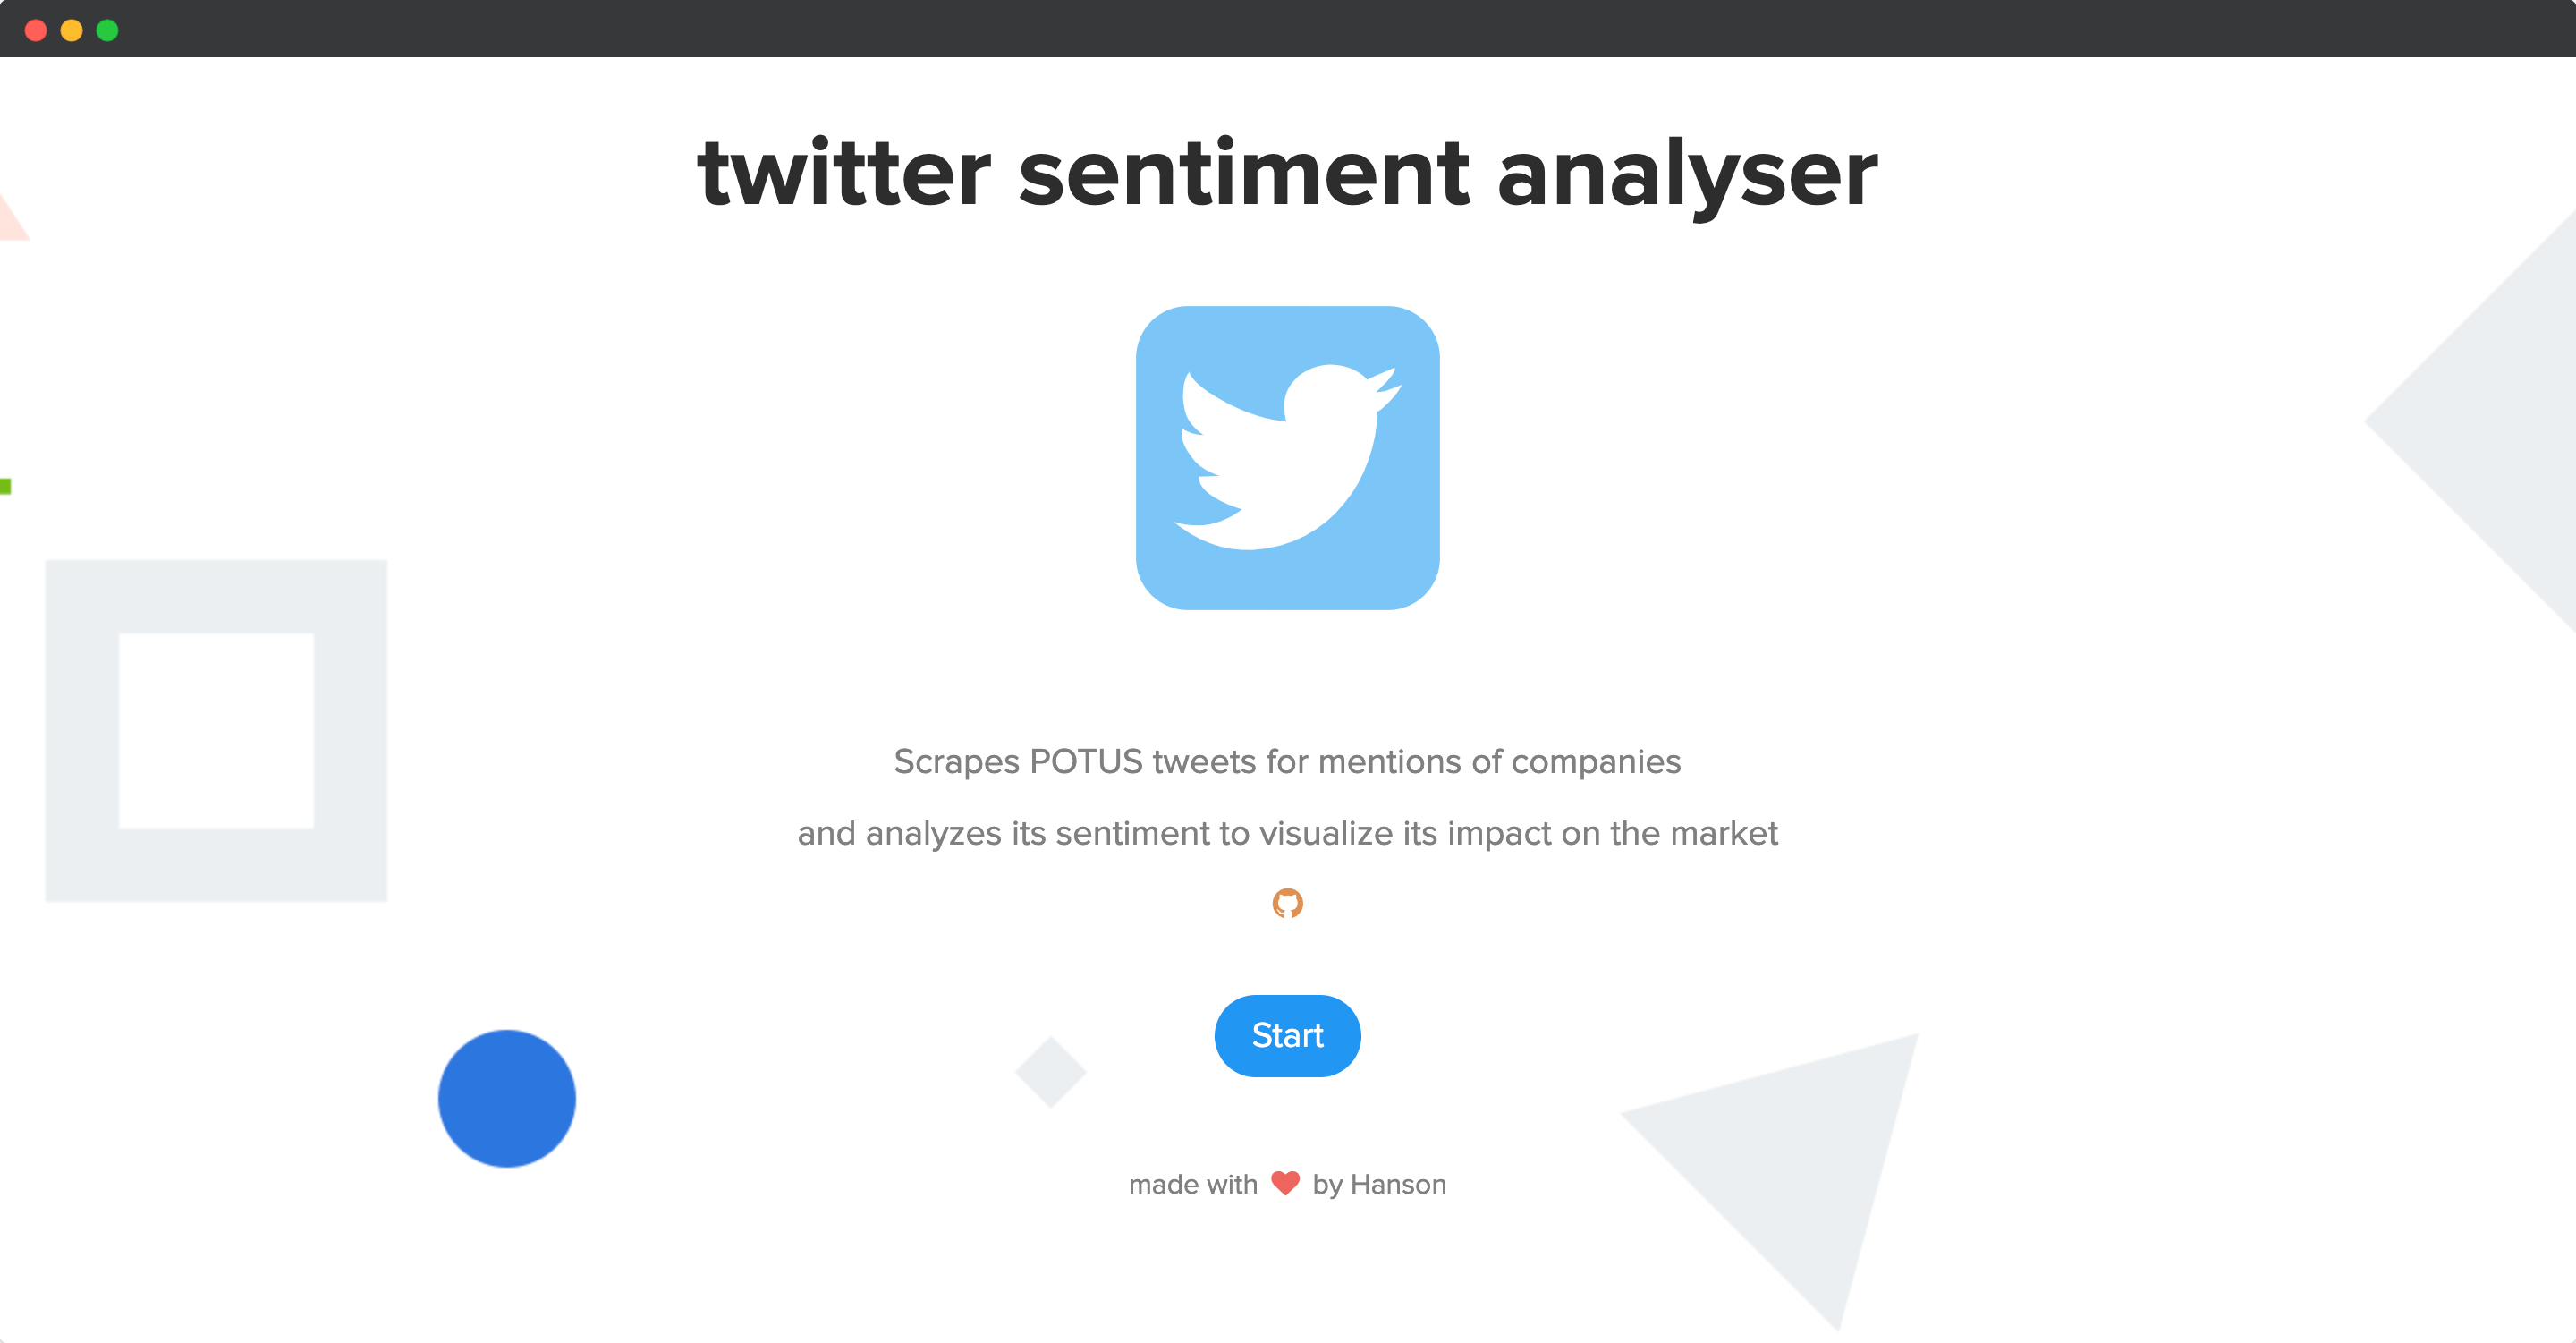 twitter sentiment analyser
Scrapes POTUS tweets for mentions of companies
and analyzes its sentiment to visualize its impact on the market
Start
made with by Hanson